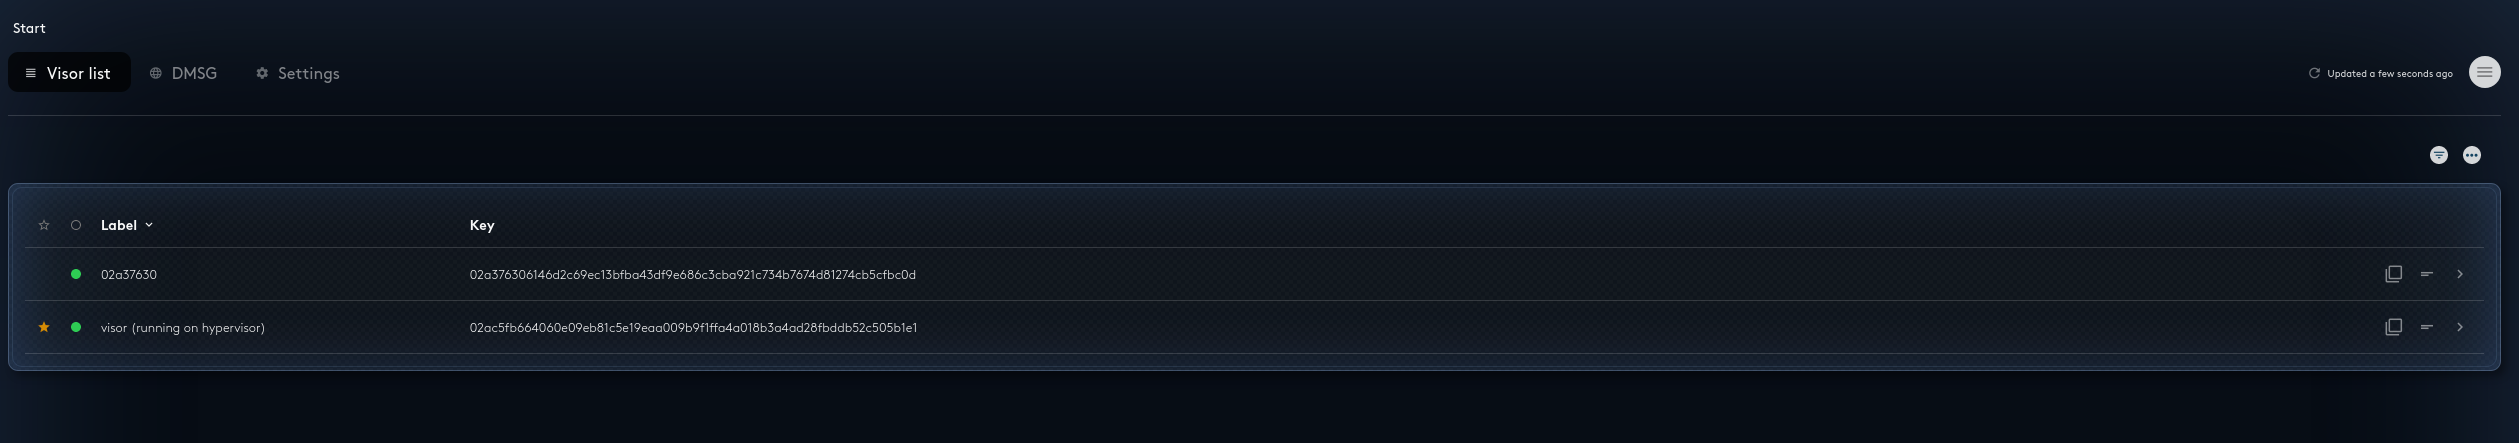 Start
Visor list DMSG Settings Updated a few seconds ago
Label Key
02a37630 02a376306146d2c69ec13bfba43df9e686c3cba921c734b7674d81274cb5cfbc0d
visor (running on hypervisor) 02ac5fb664060e09eb81c5e19eaa009b9f1ffa4a018b3a4ad28fbddb52c505b1e1